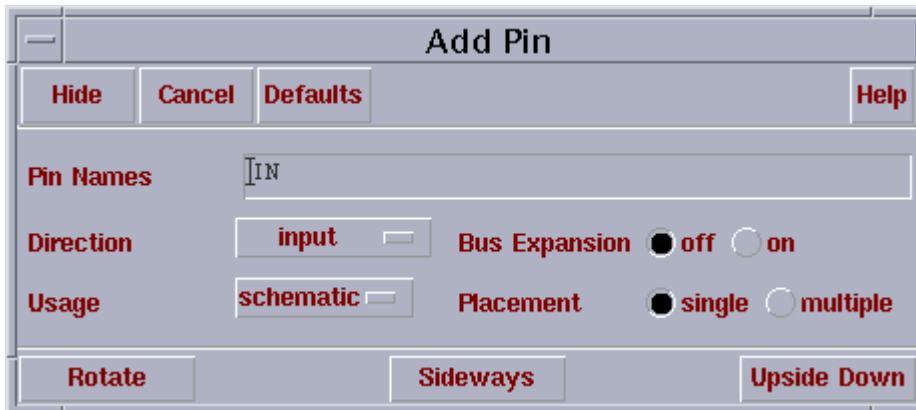 Add Pin
Hide Cancel Defaults Help
Pin Names IN
Direction input Bus Expansion off on
Usage schematic Placement single multiple
Rotate Sideways Upside Down